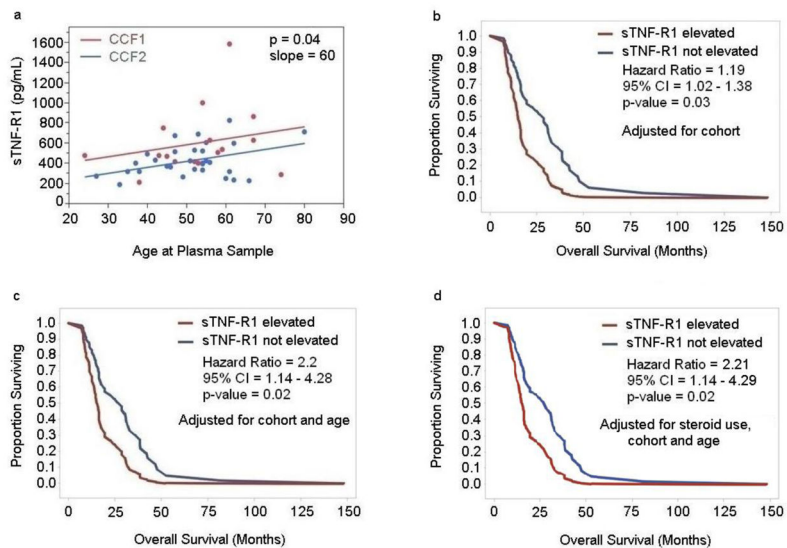 a
CCF1
CCF2
p = 0.04
slope = 60
sTNF-R1 (pg/mL)
1600
1400
1200
1000
800
600
400
200
0
20 30 40 50 60 70 80 90
Age at Plasma Sample
b
sTNF-R1 elevated
sTNF-R1 not elevated
Hazard Ratio = 1.19
95% CI = 1.02 - 1.38
p-value = 0.03
Adjusted for cohort
Proportion Surviving
1.0
0.9
0.8
0.7
0.6
0.5
0.4
0.3
0.2
0.1
0.0
0 25 50 75 100 125 150
Overall Survival (Months)
c
sTNF-R1 elevated
sTNF-R1 not elevated
Hazard Ratio = 2.2
95% CI = 1.14 - 4.28
p-value = 0.02
Adjusted for cohort and age
Proportion Surviving
1.0
0.9
0.8
0.7
0.6
0.5
0.4
0.3
0.2
0.1
0.0
0 25 50 75 100 125 150
Overall Survival (Months)
d
sTNF-R1 elevated
sTNF-R1 not elevated
Hazard Ratio = 2.21
95% CI = 1.14 - 4.29
p-value = 0.02
Adjusted for steroid use,
cohort and age
Proportion Surviving
1.0
0.9
0.8
0.7
0.6
0.5
0.4
0.3
0.2
0.1
0.0
0 25 50 75 100 125 150
Overall Survival (Months)